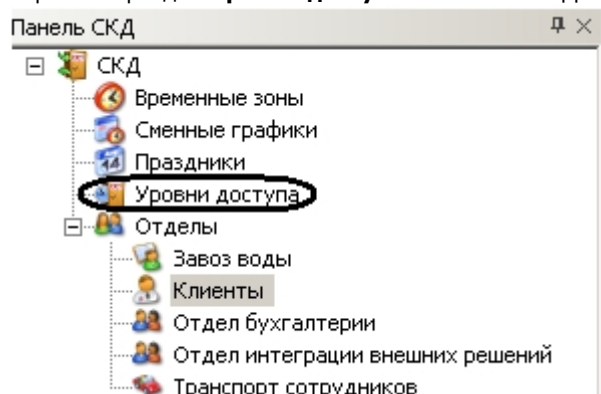 Панель СКД
СКД
Временные зоны
Сменные графики
Праздники
Уровни доступа
Отделы
Завоз воды
Клиенты
Отдел бухгалтерии
Отдел интеграции внешних решений
Транспорт сотрудников